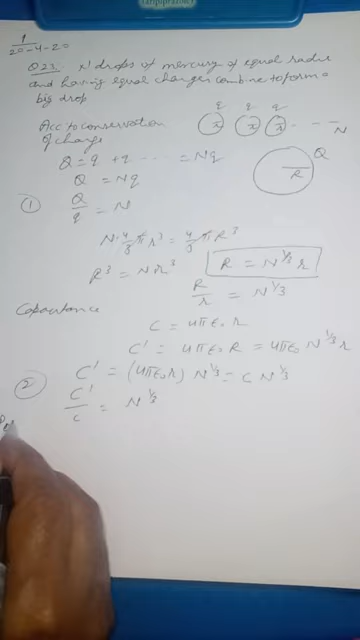 1
20-4-20
Q23. N drops of mercury of equal radii
and having equal charges combine to form a
big drop
Acc to conservation
of charge
q q q
r r r ... N
Q = q + q ... = Nq
Q = Nq
Q
R
①
Q/q = N
N·4/3 πr³ = 4/3 πR³
R³ = N r³
R = N^1/3 r
R/r = N^1/3
Capacitance
C = 4πε₀ r
C' = 4πε₀ R = 4πε₀ N^1/3 r
②
C' = (4πε₀ r) N^1/3 = C N^1/3
C'/C = N^1/3